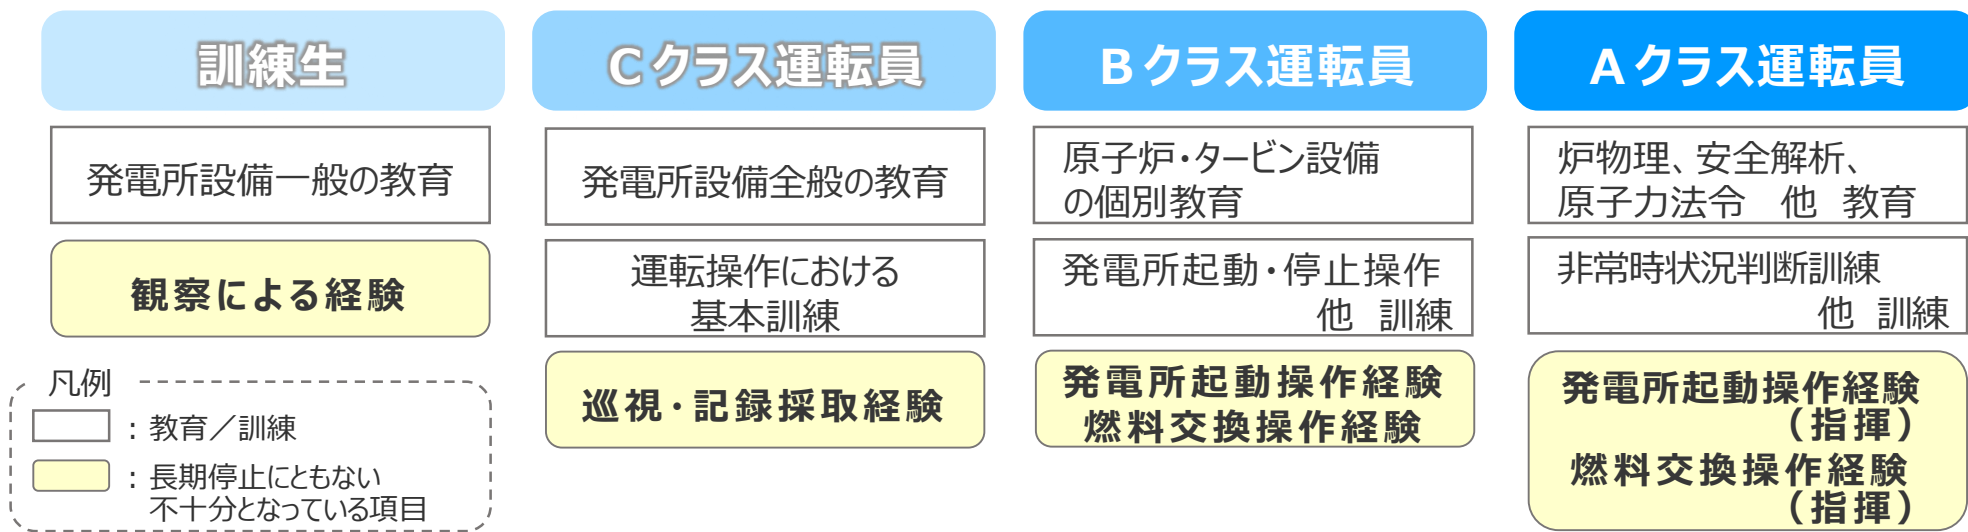 訓練生
発電所設備一般の教育
観察による経験
凡例
：教育／訓練
：長期停止にともない
不十分となっている項目
Cクラス運転員
発電所設備全般の教育
運転操作における
基本訓練
巡視・記録採取経験
Bクラス運転員
原子炉・タービン設備
の個別教育
発電所起動・停止操作
他　訓練
発電所起動操作経験
燃料交換操作経験
Aクラス運転員
炉物理、安全解析、
原子力法令　他　教育
非常時状況判断訓練
他　訓練
発電所起動操作経験
（指揮）
燃料交換操作経験
（指揮）